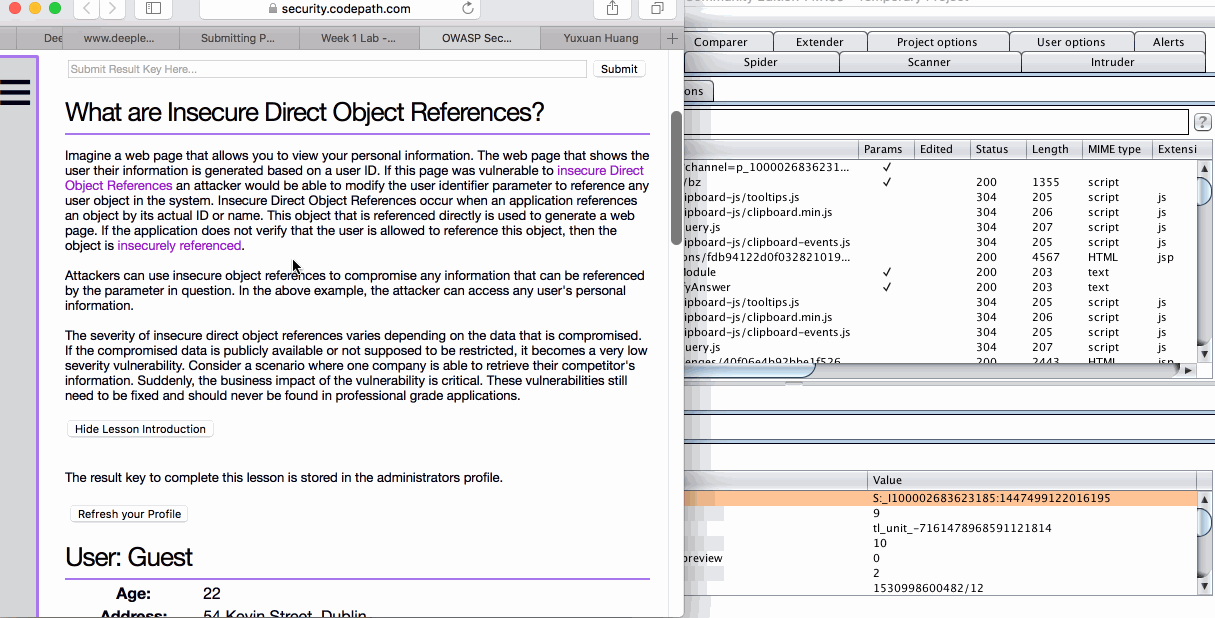 security.codepath.com
Community Edition
Temporary Project
Dee
www.deeple...
Submitting P...
Week 1 Lab -...
OWASP Sec...
Yuxuan Huang
Submit Result Key Here...
Submit
What are Insecure Direct Object References?
Imagine a web page that allows you to view your personal information. The web page that shows the
user their information is generated based on a user ID. If this page was vulnerable to insecure Direct
Object References an attacker would be able to modify the user identifier parameter to reference any
user object in the system. Insecure Direct Object References occur when an application references
an object by its actual ID or name. This object that is referenced directly is used to generate a web
page. If the application does not verify that the user is allowed to reference this object, then the
object is insecurely referenced.
Attackers can use insecure object references to compromise any information that can be referenced
by the parameter in question. In the above example, the attacker can access any user's personal
information.
The severity of insecure direct object references varies depending on the data that is compromised.
If the compromised data is publicly available or not supposed to be restricted, it becomes a very low
severity vulnerability. Consider a scenario where one company is able to retrieve their competitor's
information. Suddenly, the business impact of the vulnerability is critical. These vulnerabilities still
need to be fixed and should never be found in professional grade applications.
Hide Lesson Introduction
The result key to complete this lesson is stored in the administrators profile.
Refresh your Profile
User: Guest
Age: 22
Address: 54 Kevin Street, Dublin
Comparer Extender Project options User options Alerts
Spider Scanner Intruder
ons
?
Params Edited Status Length MIME type Extensi
channel=p_1000026836231... ✓
/bz ✓ 200 1355 script
ipboard-js/tooltips.js 304 205 script js
ipboard-js/clipboard.min.js 304 206 script js
uery.js 304 207 script js
ipboard-js/clipboard-events.js 304 205 script js
ons/fdb94122d0f032821019... 200 4567 HTML jsp
Module ✓ 200 203 text
yAnswer ✓ 200 203 text
ipboard-js/tooltips.js 304 205 script js
ipboard-js/clipboard.min.js 304 206 script js
ipboard-js/clipboard-events.js 304 205 script js
uery.js 304 207 script js
enges/40f06e4b92bbe1f526 200 2443 HTML
Value
S:_I100002683623185:1447499122016195
9
tl_unit_-7161478968591121814
10
preview 0
2
1530998600482/12